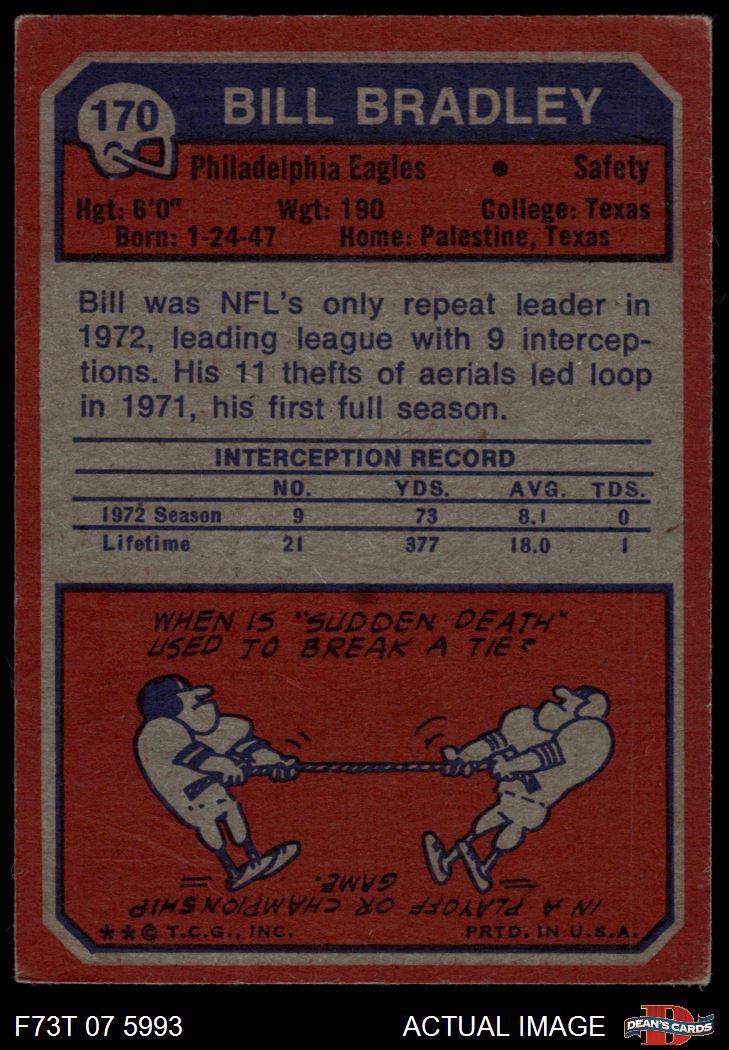 170 BILL BRADLEY
Philadelphia Eagles • Safety
Hgt: 6'0" Wgt: 190 College: Texas
Born: 1-24-47 Home: Palestine, Texas
Bill was NFL's only repeat leader in
1972, leading league with 9 intercep-
tions. His 11 thefts of aerials led loop
in 1971, his first full season.
INTERCEPTION RECORD
NO. YDS. AVG. TDS.
1972 Season 9 73 8.1 0
Lifetime 21 377 18.0 1
WHEN IS "SUDDEN DEATH"
USED TO BREAK A TIE?
IN A PLAYOFF OR CHAMPIONSHIP
GAME.
**© T.C.G., INC. PRTD. IN U.S.A.
F73T 07 5993 ACTUAL IMAGE D DEAN'S CARDS